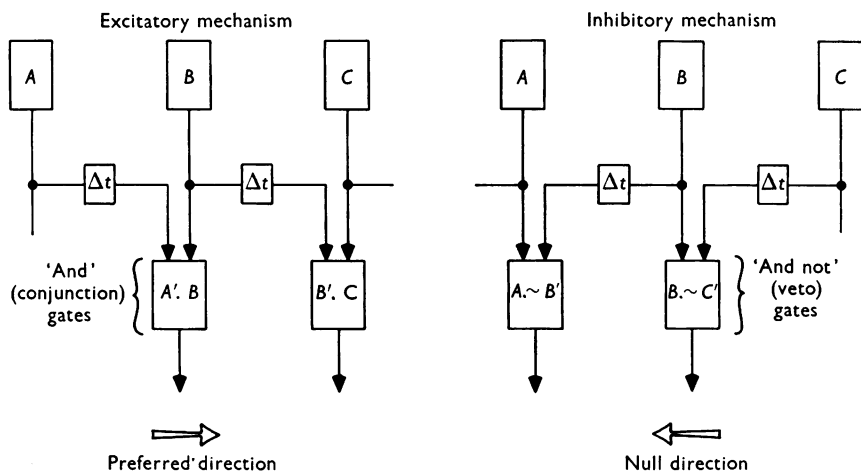 Excitatory mechanism
Inhibitory mechanism
A
B
C
A
B
C
Δt
Δt
Δt
Δt
'And'
(conjunction)
gates
A′. B
B′. C
A.~ B′
B.~ C′
'And not'
(veto)
gates
Preferred' direction
Null direction